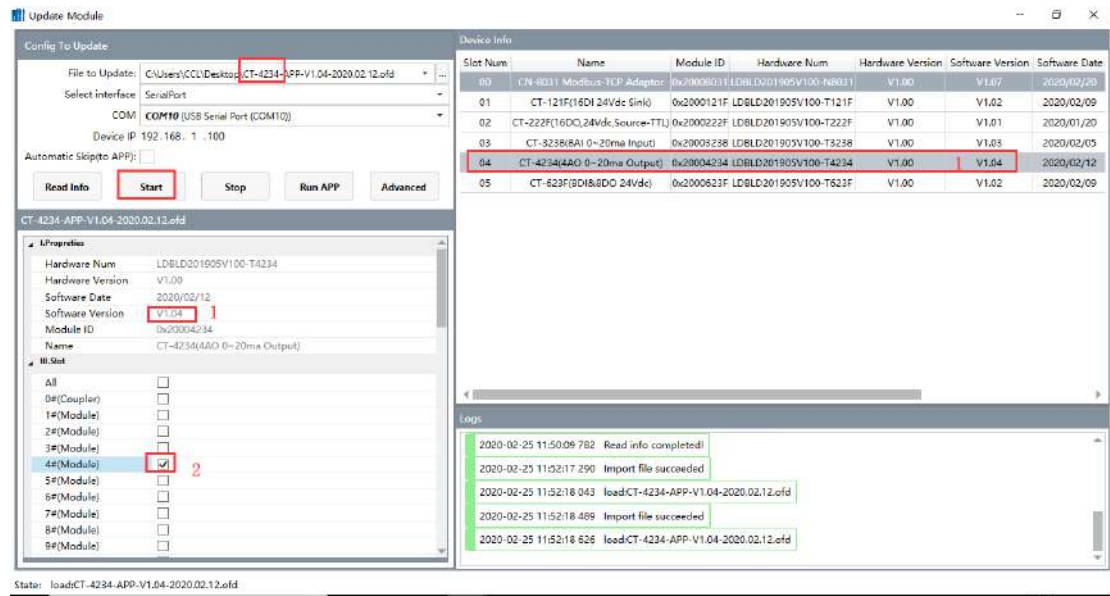 Update Module
Config To Update
File to Update: C:\Users\CCL\Desktop\CT-4234-APP-V1.04-2020.02.12.ofd ...
Select interface SerialPort
COM COM10 (USB Serial Port (COM10))
Device IP 192.168. 1 .100
Automatic Skip(to APP):
Read Info Start Stop Run APP Advanced
CT-4234-APP-V1.04-2020.02.12.ofd
I.Propreties
Hardware Num LDBLD201905V100-T4234
Hardware Version V1.00
Software Date 2020/02/12
Software Version V1.04 1
Module ID 0x20004234
Name CT-4234(4AO 0~20ma Output)
III.Slot
All
0#(Coupler)
1#(Module)
2#(Module)
3#(Module)
4#(Module) 2
5#(Module)
6#(Module)
7#(Module)
8#(Module)
9#(Module)
Device Info
Slot Num Name Module ID Hardware Num Hardware Version Software Version Software Date
00 CN-8031 Modbus-TCP Adaptor 0x20008031 LDBLD201905V100-N8031 V1.00 V1.07 2020/02/20
01 CT-121F(16DI 24Vdc Sink) 0x2000121F LDBLD201905V100-T121F V1.00 V1.02 2020/02/09
02 CT-222F(16DO,24Vdc,Source-TTL) 0x2000222F LDBLD201905V100-T222F V1.00 V1.01 2020/01/20
03 CT-3238(8AI 0~20ma Input) 0x20003238 LDBLD201905V100-T3238 V1.00 V1.03 2020/02/05
04 CT-4234(4AO 0~20ma Output) 0x20004234 LDBLD201905V100-T4234 V1.00 1 V1.04 2020/02/12
05 CT-623F(8DI&8DO 24Vdc) 0x2000623F LDBLD201905V100-T623F V1.00 V1.02 2020/02/09
Logs
2020-02-25 11:50:09 782 Read info completed!
2020-02-25 11:52:17 290 Import file succeeded
2020-02-25 11:52:18 043 load:CT-4234-APP-V1.04-2020.02.12.ofd
2020-02-25 11:52:18 489 Import file succeeded
2020-02-25 11:52:18 626 load:CT-4234-APP-V1.04-2020.02.12.ofd
State: load:CT-4234-APP-V1.04-2020.02.12.ofd